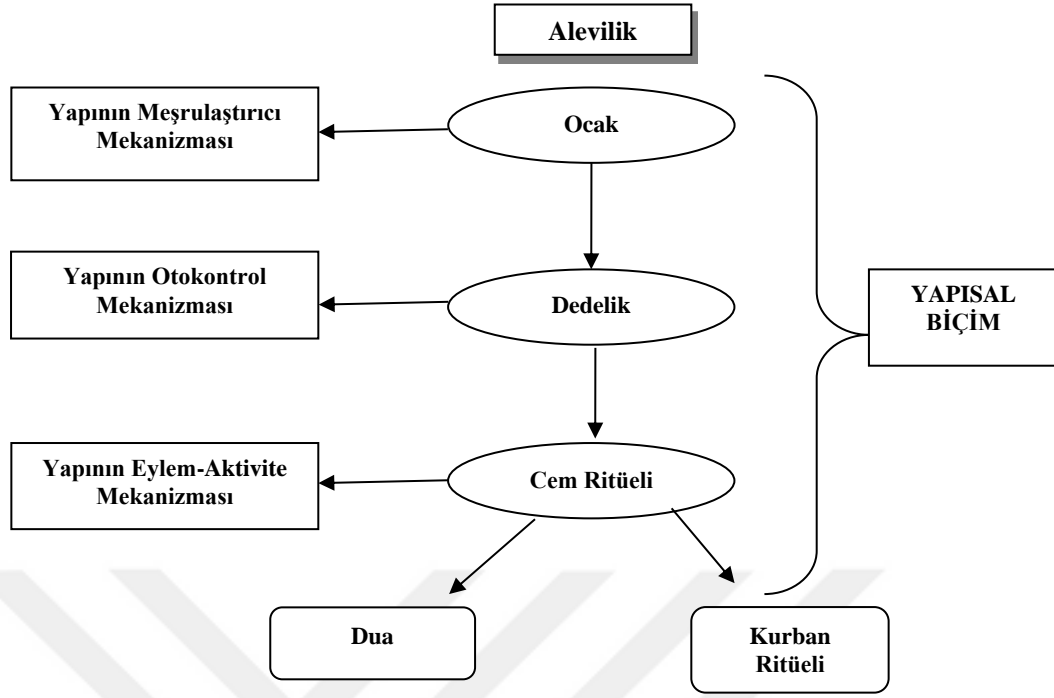 Alevilik
Yapının Meşrulaştırıcı
Mekanizması
Ocak
Yapının Otokontrol
Mekanizması
Dedelik
YAPISAL
BİÇİM
Yapının Eylem-Aktivite
Mekanizması
Cem Ritüeli
Dua
Kurban
Ritüeli